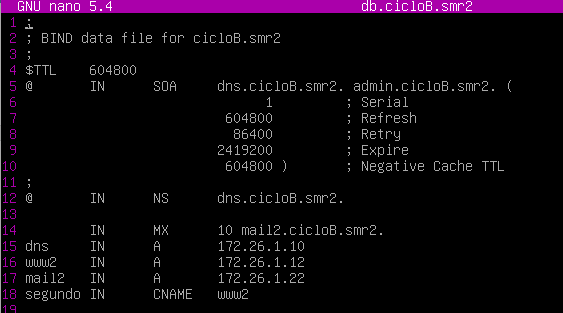 GNU nano 5.4 db.cicloB.smr2
1 ;
2 ; BIND data file for cicloB.smr2
3 ;
4 $TTL 604800
5 @ IN SOA dns.cicloB.smr2. admin.cicloB.smr2. (
6 1 ; Serial
7 604800 ; Refresh
8 86400 ; Retry
9 2419200 ; Expire
10 604800 ) ; Negative Cache TTL
11 ;
12 @ IN NS dns.cicloB.smr2.
13
14 IN MX 10 mail2.cicloB.smr2.
15 dns IN A 172.26.1.10
16 www2 IN A 172.26.1.12
17 mail2 IN A 172.26.1.22
18 segundo IN CNAME www2
19